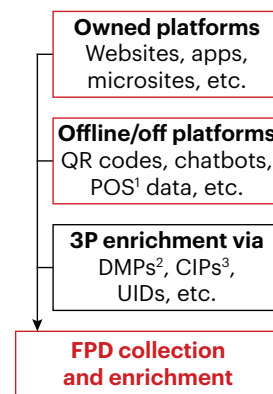 Owned platforms
Websites, apps,
microsites, etc.
Offline/off platforms
QR codes, chatbots,
POS¹ data, etc.
3P enrichment via
DMPs², CIPs³,
UIDs, etc.
FPD collection
and enrichment